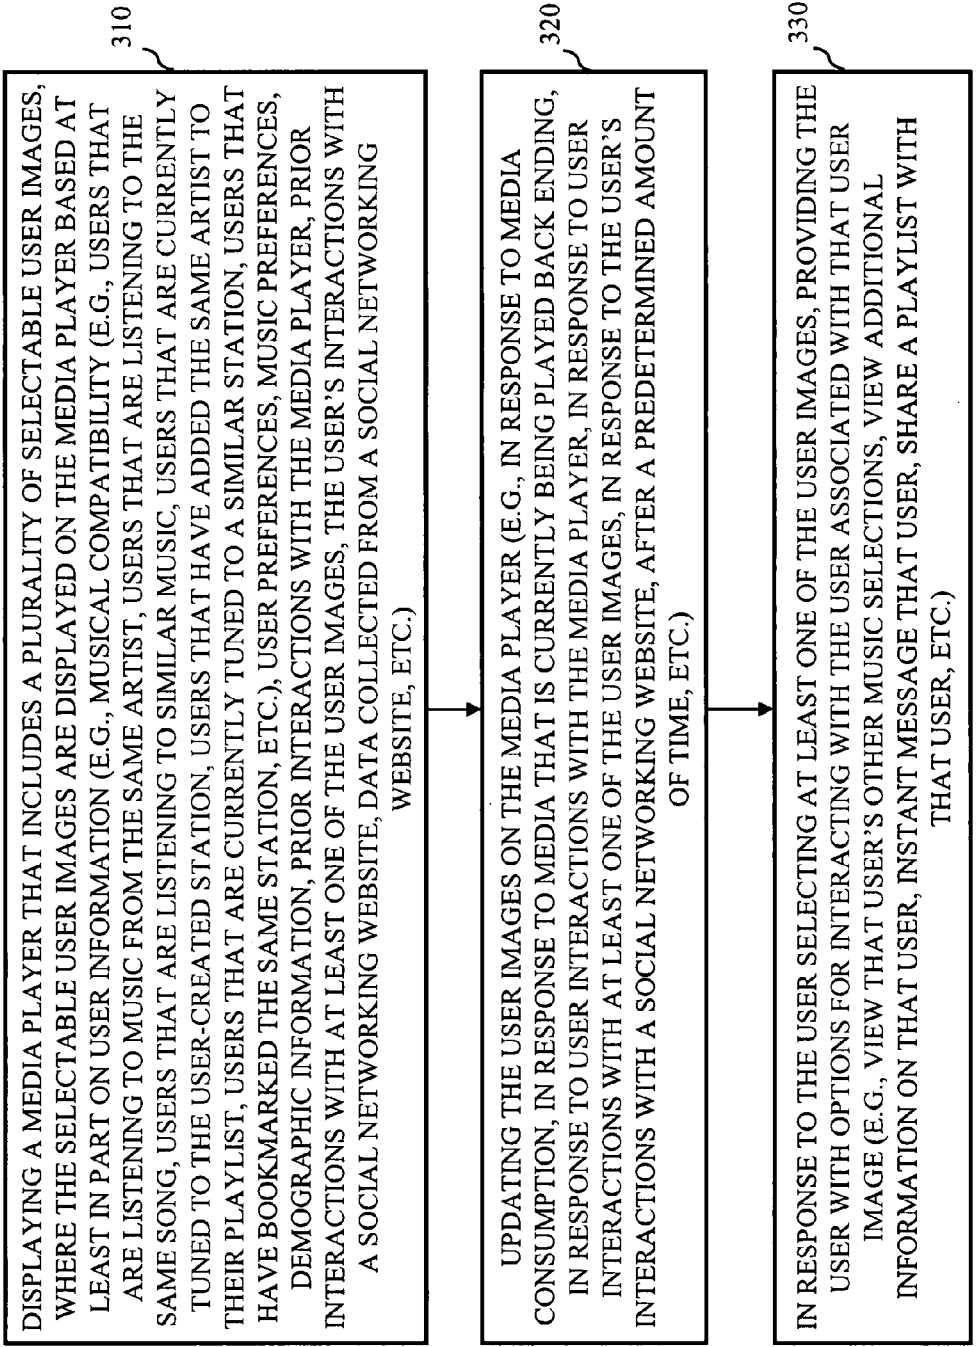 310
DISPLAYING A MEDIA PLAYER THAT INCLUDES A PLURALITY OF SELECTABLE USER IMAGES,
WHERE THE SELECTABLE USER IMAGES ARE DISPLAYED ON THE MEDIA PLAYER BASED AT
LEAST IN PART ON USER INFORMATION (E.G., MUSICAL COMPATIBILITY (E.G., USERS THAT
ARE LISTENING TO MUSIC FROM THE SAME ARTIST, USERS THAT ARE LISTENING TO THE
SAME SONG, USERS THAT ARE LISTENING TO SIMILAR MUSIC, USERS THAT ARE CURRENTLY
TUNED TO THE USER-CREATED STATION, USERS THAT HAVE ADDED THE SAME ARTIST TO
THEIR PLAYLIST, USERS THAT ARE CURRENTLY TUNED TO A SIMILAR STATION, USERS THAT
HAVE BOOKMARKED THE SAME STATION, ETC.), USER PREFERENCES, MUSIC PREFERENCES,
DEMOGRAPHIC INFORMATION, PRIOR INTERACTIONS WITH THE MEDIA PLAYER, PRIOR
INTERACTIONS WITH AT LEAST ONE OF THE USER IMAGES, THE USER'S INTERACTIONS WITH
A SOCIAL NETWORKING WEBSITE, DATA COLLECTED FROM A SOCIAL NETWORKING
WEBSITE, ETC.)
320
UPDATING THE USER IMAGES ON THE MEDIA PLAYER (E.G., IN RESPONSE TO MEDIA
CONSUMPTION, IN RESPONSE TO MEDIA THAT IS CURRENTLY BEING PLAYED BACK ENDING,
IN RESPONSE TO USER INTERACTIONS WITH THE MEDIA PLAYER, IN RESPONSE TO USER
INTERACTIONS WITH AT LEAST ONE OF THE USER IMAGES, IN RESPONSE TO THE USER'S
INTERACTIONS WITH A SOCIAL NETWORKING WEBSITE, AFTER A PREDETERMINED AMOUNT
OF TIME, ETC.)
330
IN RESPONSE TO THE USER SELECTING AT LEAST ONE OF THE USER IMAGES, PROVIDING THE
USER WITH OPTIONS FOR INTERACTING WITH THE USER ASSOCIATED WITH THAT USER
IMAGE (E.G., VIEW THAT USER'S OTHER MUSIC SELECTIONS, VIEW ADDITIONAL
INFORMATION ON THAT USER, INSTANT MESSAGE THAT USER, SHARE A PLAYLIST WITH
THAT USER, ETC.)